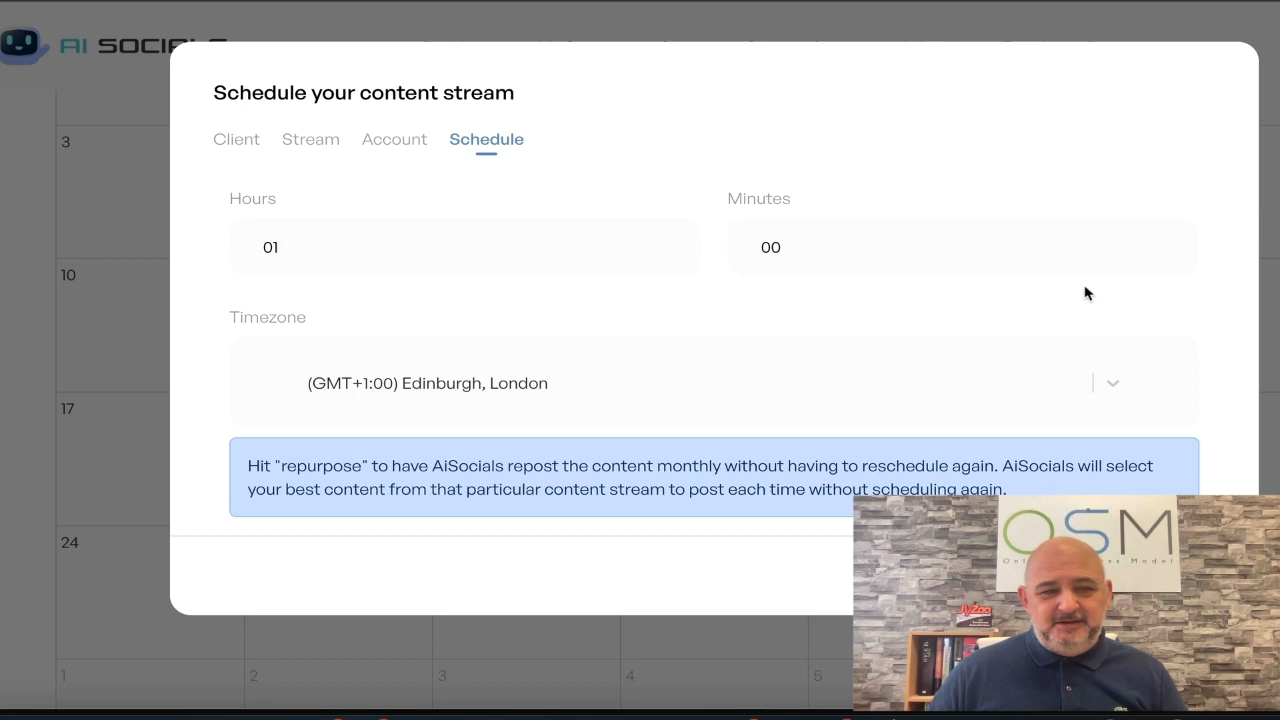 AI SOCIALS
Schedule your content stream
Client Stream Account Schedule
Hours Minutes
01 00
Timezone
(GMT+1:00) Edinburgh, London
Hit "repurpose" to have AiSocials repost the content monthly without having to reschedule again. AiSocials will select
your best content from that particular content stream to post each time without scheduling again.
3
10
17
24
1 2 3 4 5
OSM
JVZoo